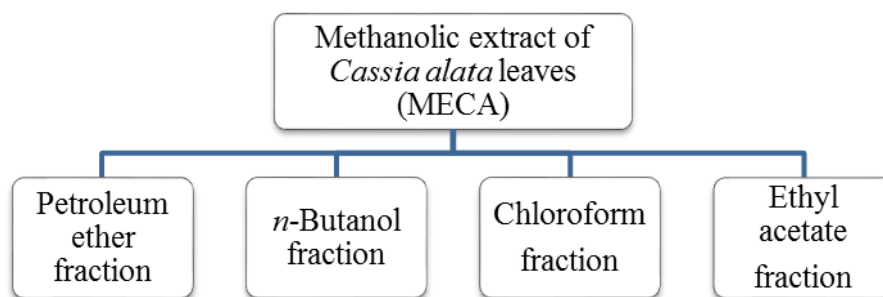 Methanolic extract of
Cassia alata leaves
(MECA)
Petroleum
ether
fraction
n-Butanol
fraction
Chloroform
fraction
Ethyl
acetate
fraction